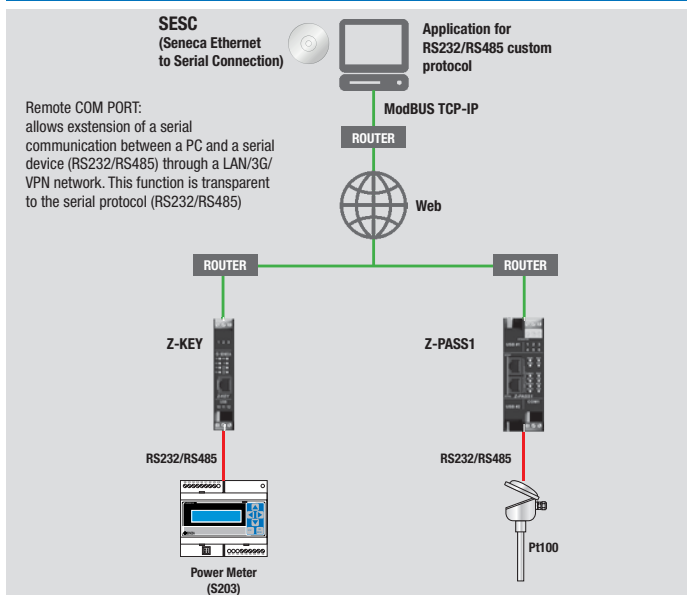 SESC
(Seneca Ethernet
to Serial Connection)
Application for
RS232/RS485 custom
protocol
Remote COM PORT:
allows exstension of a serial
communication between a PC and a serial
device (RS232/RS485) through a LAN/3G/
VPN network. This function is transparent
to the serial protocol (RS232/RS485)
ModBUS TCP-IP
ROUTER
Web
ROUTER
ROUTER
Z-KEY
Z-PASS1
RS232/RS485
RS232/RS485
Pt100
Power Meter
(S203)